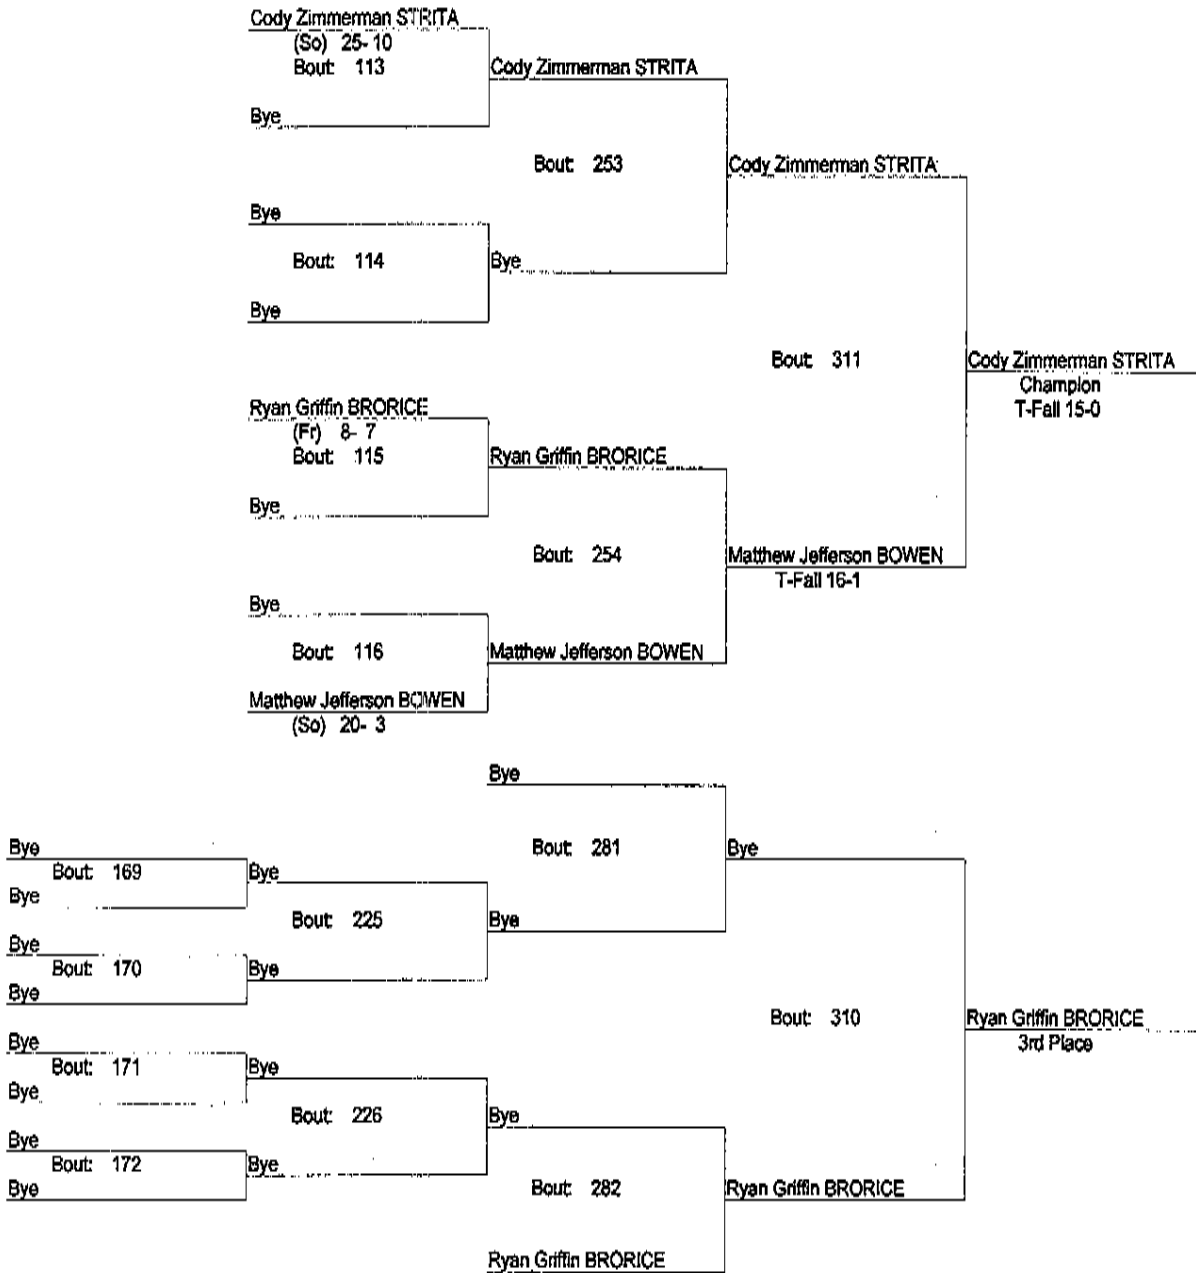 Cody Zimmerman STRITA
(So) 25- 10
Bout: 113
Cody Zimmerman STRITA
Bye
Bout: 253
Cody Zimmerman STRITA
Bye
Bout: 114
Bye
Bye
Bout: 311
Cody Zimmerman STRITA
Champion
T-Fall 15-0
Ryan Griffin BRORICE
(Fr) 8- 7
Bout: 115
Ryan Griffin BRORICE
Bye
Bout: 254
Matthew Jefferson BOWEN
T-Fall 16-1
Bye
Bout: 116
Matthew Jefferson BOWEN
Matthew Jefferson BOWEN
(So) 20- 3
Bye
Bout: 281
Bye
Bye
Bout: 169
Bye
Bye
Bout: 225
Bye
Bye
Bout: 170
Bye
Bye
Bout: 310
Ryan Griffin BRORICE
3rd Place
Bye
Bout: 171
Bye
Bye
Bout: 226
Bye
Bye
Bout: 172
Bye
Bye
Bout: 282
Ryan Griffin BRORICE
Ryan Griffin BRORICE